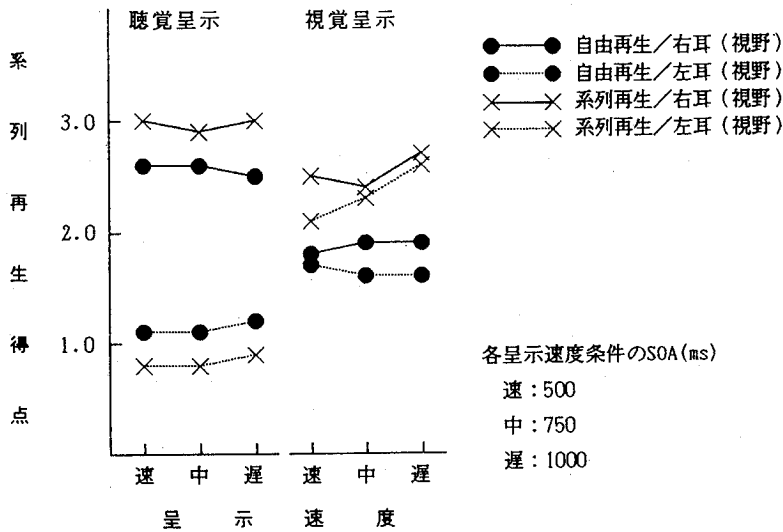 聴覚呈示
視覚呈示
自由再生／右耳（視野）
自由再生／左耳（視野）
系列再生／右耳（視野）
系列再生／左耳（視野）
系列再生得点
3.0
2.0
1.0
各呈示速度条件のSOA(ms)
速：500
中：750
遅：1000
速 中 遅 速 中 遅
呈 示 速 度